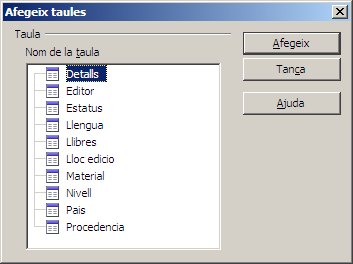 Afegeix taules
Taula
Nom de la taula
Detalls
Editor
Estatus
Llengua
Llibres
Lloc edicio
Material
Nivell
Pais
Procedencia
Afegeix
Tança
Ajuda